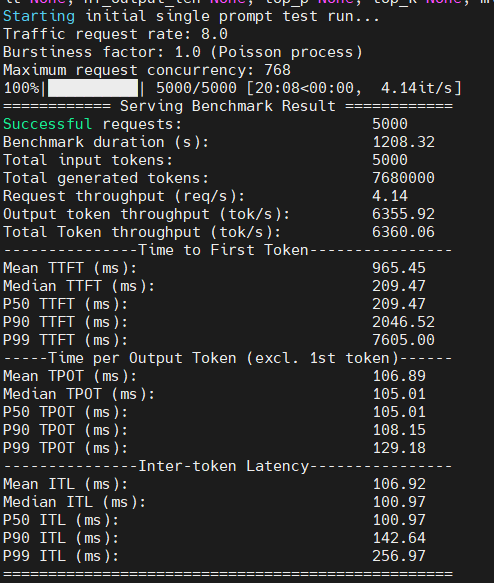 Starting initial single prompt test run...
Traffic request rate: 8.0
Burstiness factor: 1.0 (Poisson process)
Maximum request concurrency: 768
100%|██████████| 5000/5000 [20:08<00:00,  4.14it/s]
============ Serving Benchmark Result ============
Successful requests:                     5000
Benchmark duration (s):                  1208.32
Total input tokens:                      5000
Total generated tokens:                  7680000
Request throughput (req/s):              4.14
Output token throughput (tok/s):         6355.92
Total Token throughput (tok/s):          6360.06
---------------Time to First Token----------------
Mean TTFT (ms):                          965.45
Median TTFT (ms):                        209.47
P50 TTFT (ms):                           209.47
P90 TTFT (ms):                           2046.52
P99 TTFT (ms):                           7605.00
-----Time per Output Token (excl. 1st token)------
Mean TPOT (ms):                          106.89
Median TPOT (ms):                        105.01
P50 TPOT (ms):                           105.01
P90 TPOT (ms):                           108.15
P99 TPOT (ms):                           129.18
---------------Inter-token Latency----------------
Mean ITL (ms):                           106.92
Median ITL (ms):                         100.97
P50 ITL (ms):                            100.97
P90 ITL (ms):                            142.64
P99 ITL (ms):                            256.97
==================================================